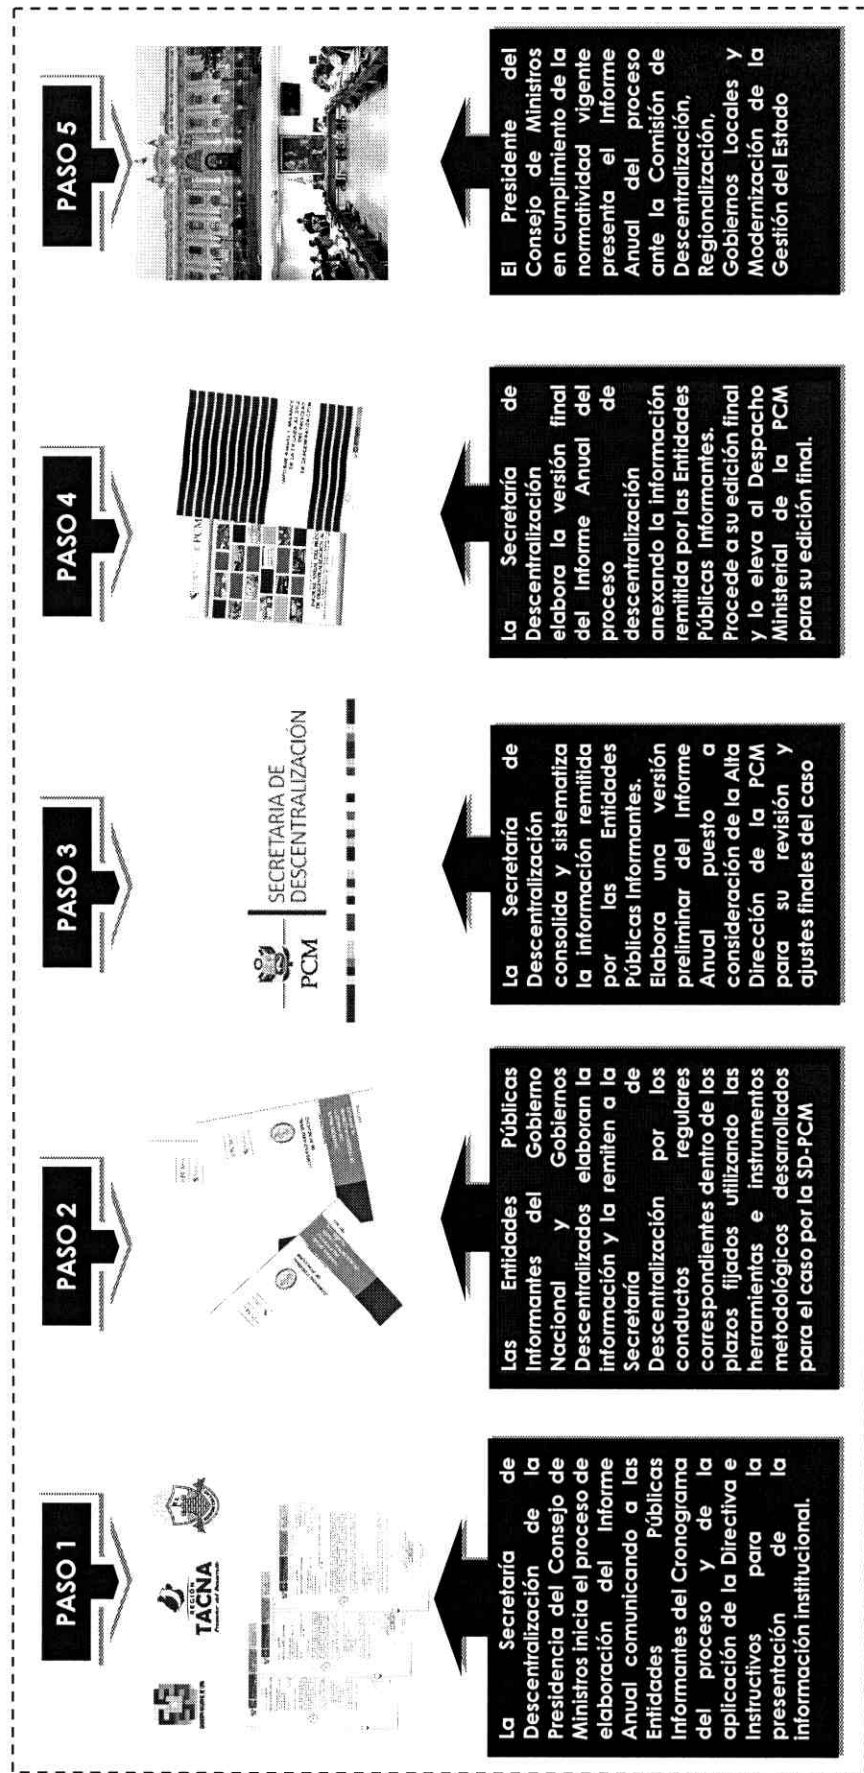 PASO 1
REGIÓN
TACNA
La Secretaría de
Descentralización de la
Presidencia del Consejo de
Ministros inicia el proceso de
elaboración del Informe
Anual comunicando a las
Entidades Públicas
Informantes del Cronograma
del proceso y de la
aplicación de la Directiva e
Instructivos para la
presentación de la
información institucional.
PASO 2
Las Entidades Públicas
Informantes del Gobierno
Nacional y Gobiernos
Descentralizados elaboran la
información y la remiten a la
Secretaría de
Descentralización por los
conductos regulares
correspondientes dentro de los
plazos fijados utilizando las
herramientas e Instrumentos
metodológicos desarrollados
para el caso por la SD-PCM
PASO 3
PCM
SECRETARIA DE
DESCENTRALIZACIÓN
La Secretaría de
Descentralización
consolida y sistematiza
la información remitida
por las Entidades
Públicas Informantes.
Elabora una versión
preliminar del Informe
Anual puesto a
consideración de la Alta
Dirección de la PCM
para su revisión y
ajustes finales del caso
PASO 4
PCM
La Secretaría de
Descentralización
elabora la versión final
del Informe Anual del
proceso de
descentralización
anexando la información
remitida por las Entidades
Públicas Informantes.
Procede a su edición final
y lo eleva al Despacho
Ministerial de la PCM
para su edición final.
PASO 5
El Presidente del
Consejo de Ministros
en cumplimiento de la
normatividad vigente
presenta el Informe
Anual del proceso
ante la Comisión de
Descentralización,
Regionalización,
Gobiernos Locales y
Modernización de la
Gestión del Estado